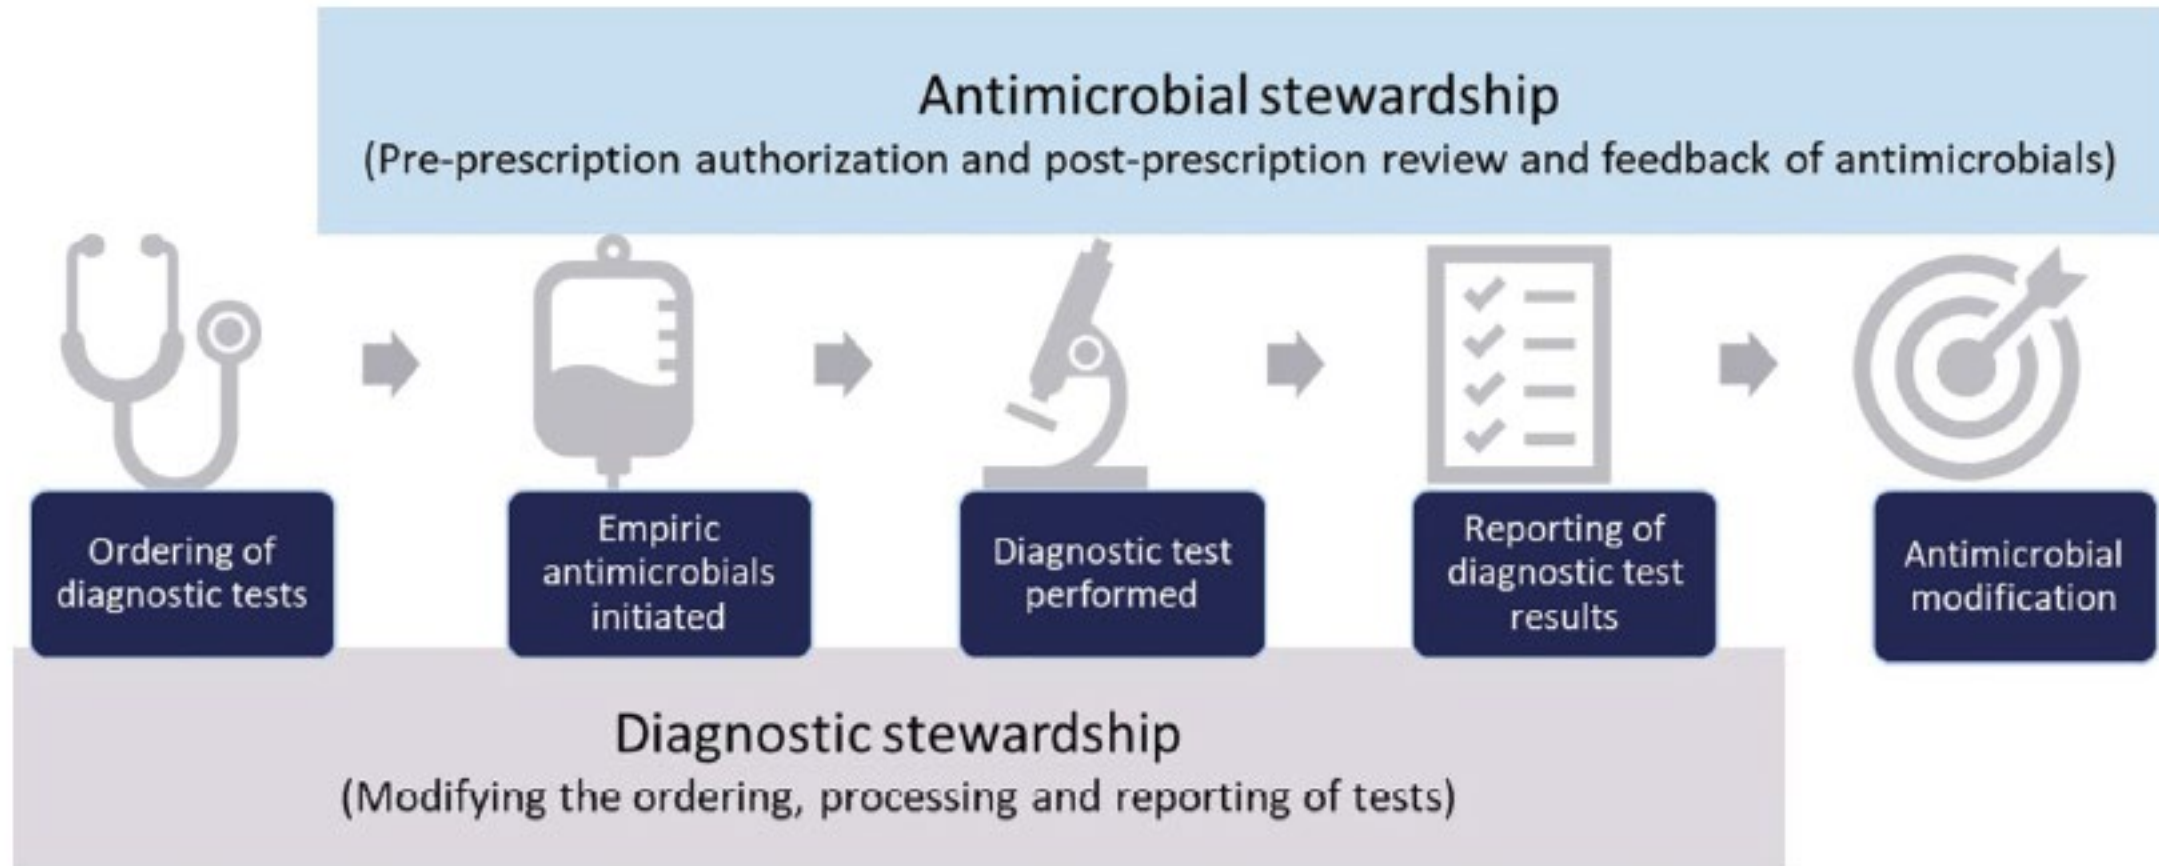 Antimicrobial stewardship
(Pre-prescription authorization and post-prescription review and feedback of antimicrobials)
Ordering of
diagnostic tests
Empiric
antimicrobials
initiated
Diagnostic test
performed
Reporting of
diagnostic test
results
Antimicrobial
modification
Diagnostic stewardship
(Modifying the ordering, processing and reporting of tests)